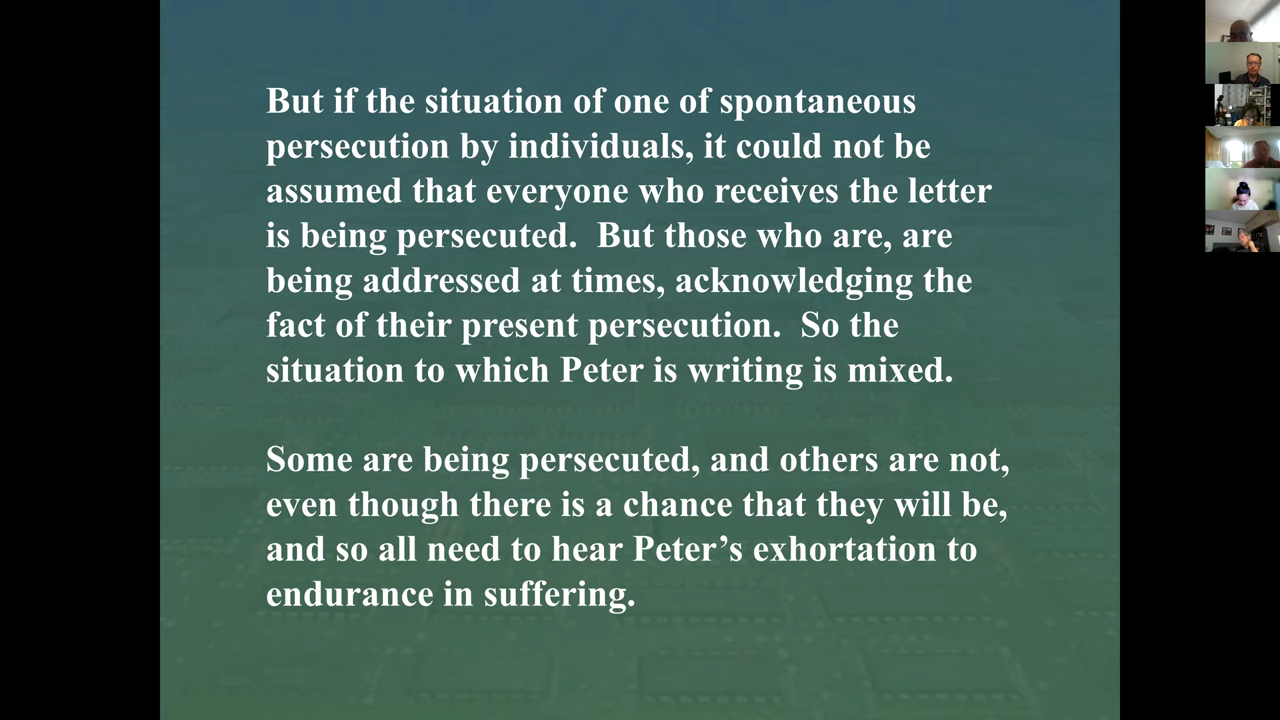 But if the situation of one of spontaneous
persecution by individuals, it could not be
assumed that everyone who receives the letter
is being persecuted.  But those who are, are
being addressed at times, acknowledging the
fact of their present persecution.  So the
situation to which Peter is writing is mixed.
Some are being persecuted, and others are not,
even though there is a chance that they will be,
and so all need to hear Peter’s exhortation to
endurance in suffering.